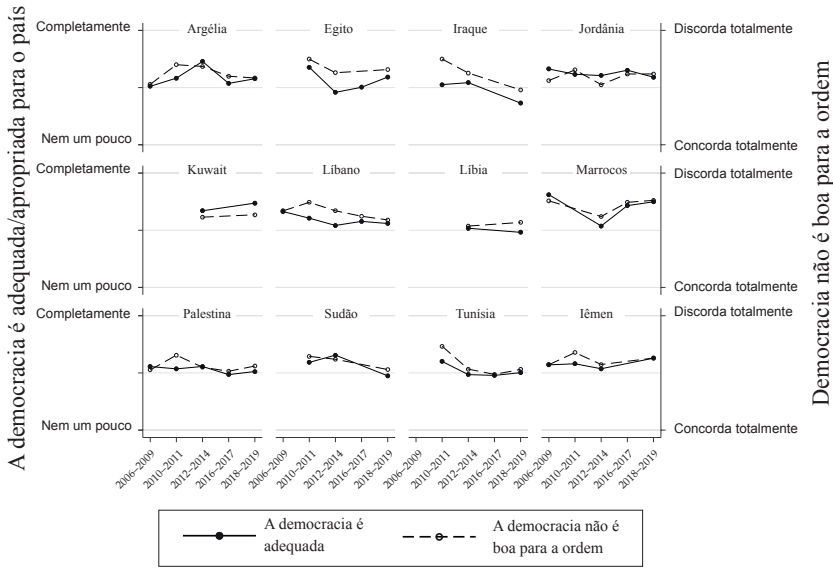 A democracia é adequada/apropriada para o país
Completamente
Nem um pouco
Argélia
Egito
Iraque
Jordânia
Discorda totalmente
Concorda totalmente
Completamente
Nem um pouco
Kuwait
Líbano
Líbia
Marrocos
Discorda totalmente
Concorda totalmente
Completamente
Nem um pouco
Palestina
Sudão
Tunísia
Iêmen
Discorda totalmente
Concorda totalmente
Democracia não é boa para a ordem
2006–2009
2010–2011
2012–2014
2016–2017
2018–2019
2006–2009
2010–2011
2012–2014
2016–2017
2018–2019
2006–2009
2010–2011
2012–2014
2016–2017
2018–2019
2006–2009
2010–2011
2012–2014
2016–2017
2018–2019
A democracia é
adequada
A democracia não é
boa para a ordem